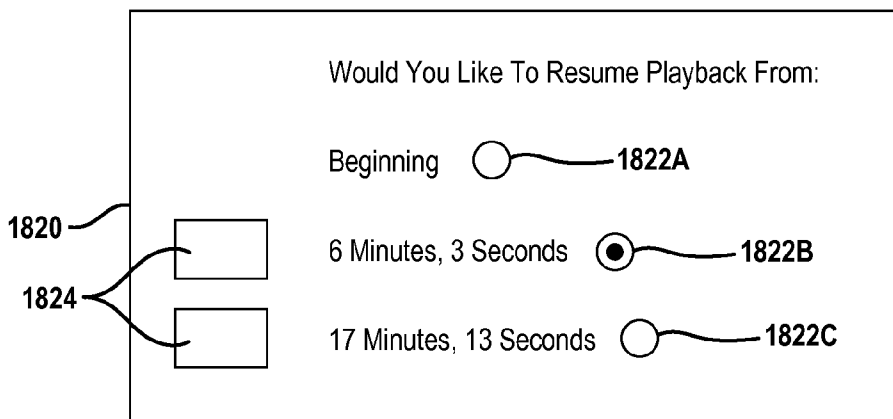 Would You Like To Resume Playback From:
Beginning 1822A
1820
6 Minutes, 3 Seconds 1822B
1824
17 Minutes, 13 Seconds 1822C